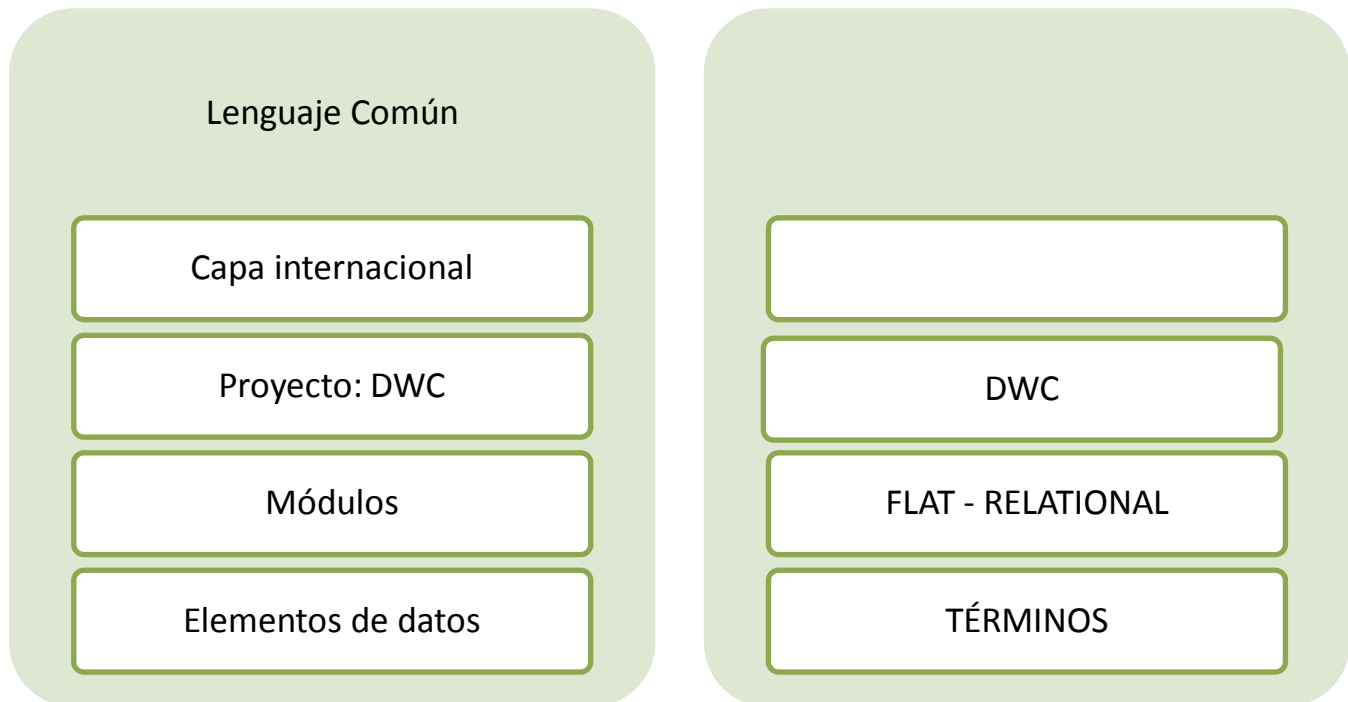 Lenguaje Común
Capa internacional
Proyecto: DWC
Módulos
Elementos de datos
DWC
FLAT - RELATIONAL
TÉRMINOS